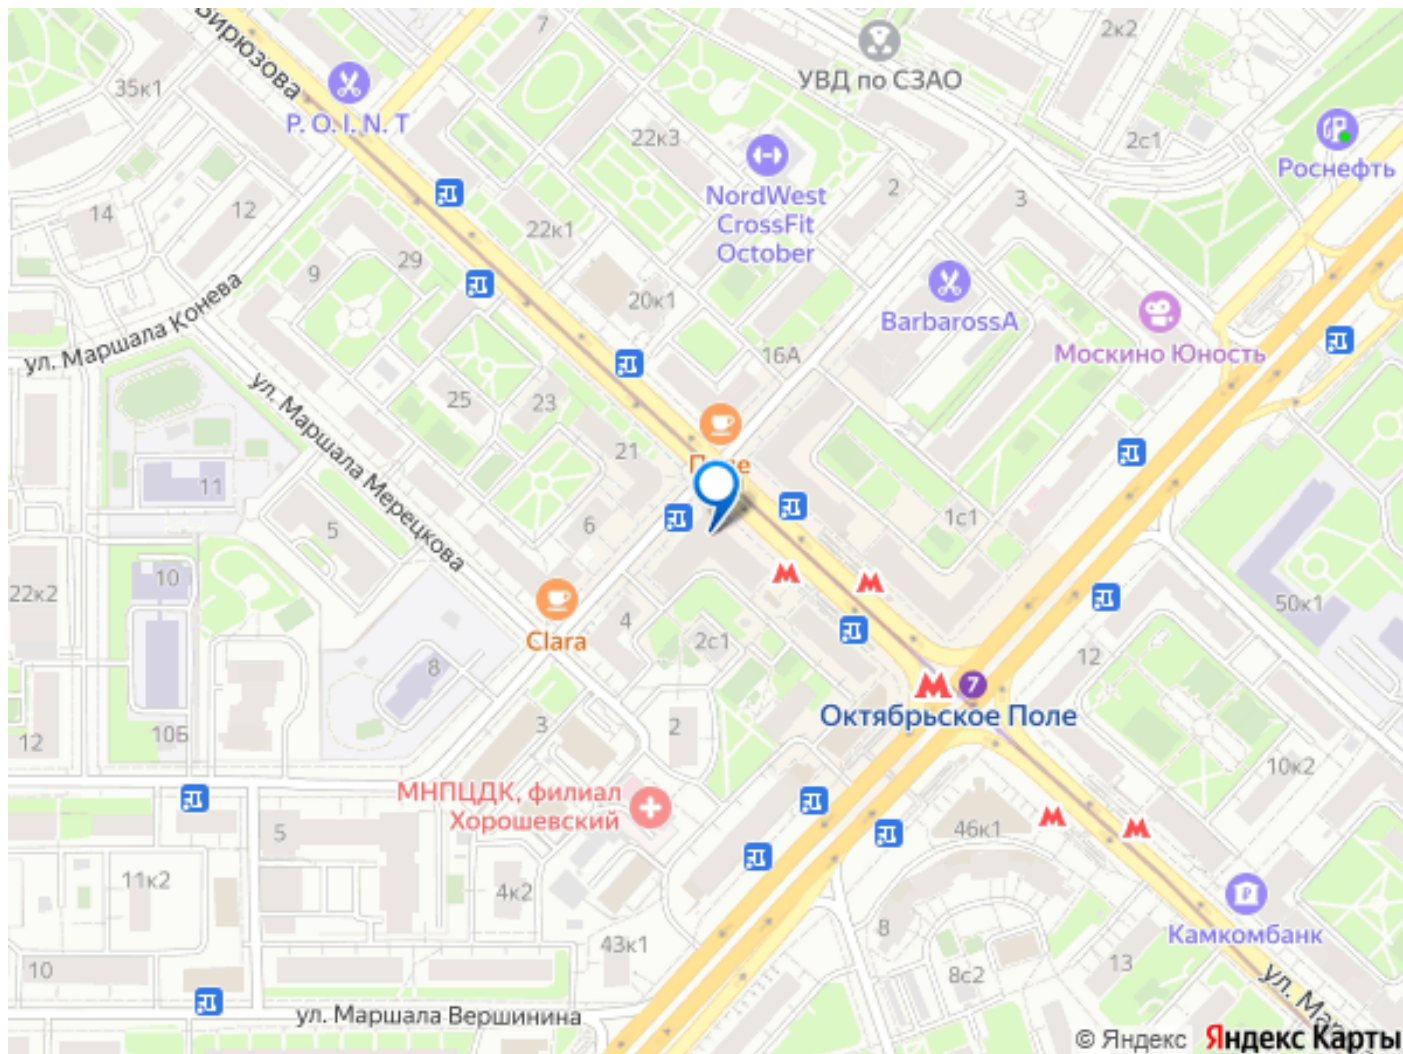 Бирюзова
7
2к2
УВД по СЗАО
35к1
P. O. I. N. T
22к3
2с1
Роснефть
NordWest
CrossFit
October
2
3
14
12
22к1
29
9
20к1
BarbarossA
Москино Юность
ул. Маршала Конева
16А
25
23
ул. Маршала Мерецкова
21
11
5
6
1с1
10
22к2
4
Clara
2с1
8
12
50к1
7
Октябрьское Поле
12
10Б
3
2
10к2
МНПЦДК, филиал
Хорошевский
5
46к1
11к2
4к2
43к1
8
Камкомбанк
10
8с2
13
ул. Маршала Вершинина
ул. Мар
© Яндекс Яндекс Карты